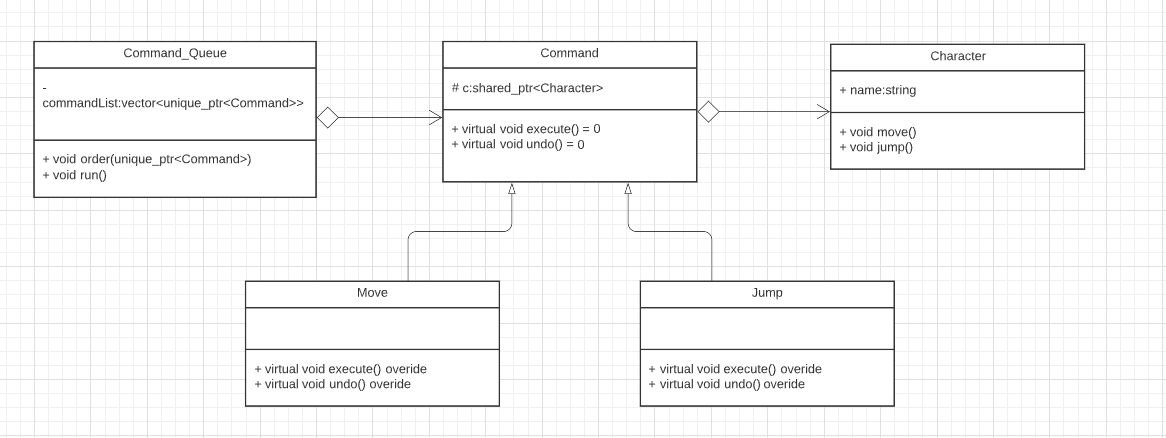 Command_Queue
-
commandList:vector<unique_ptr<Command>>
+ void order(unique_ptr<Command>)
+ void run()
Command
# c:shared_ptr<Character>
+ virtual void execute() = 0
+ virtual void undo() = 0
Character
+ name:string
+ void move()
+ void jump()
Move
+ virtual void execute() overide
+ virtual void undo() overide
Jump
+ virtual void execute() overide
+ virtual void undo() overide